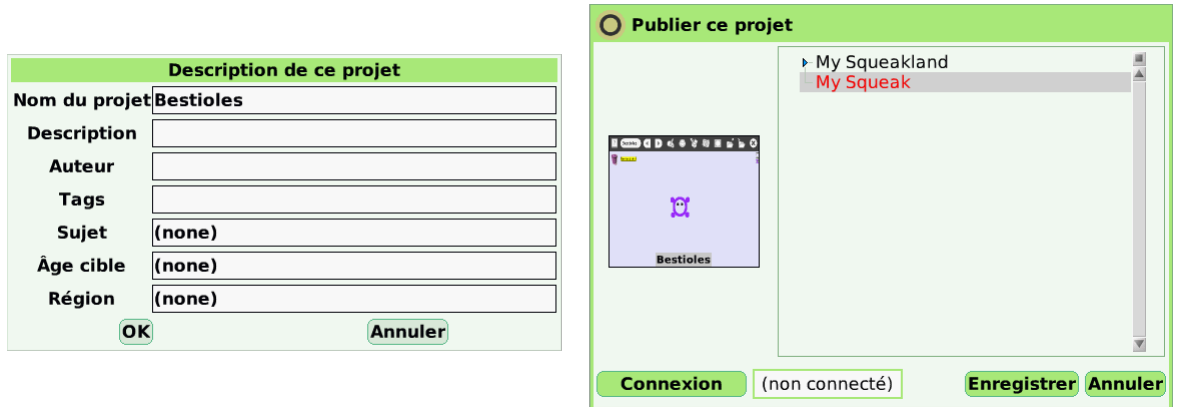 Description de ce projet
Nom du projet Bestioles
Description
Auteur
Tags
Sujet (none)
Âge cible (none)
Région (none)
OK Annuler
Publier ce projet
My Squeakland
My Squeak
Bestioles
Connexion (non connecté) Enregistrer Annuler